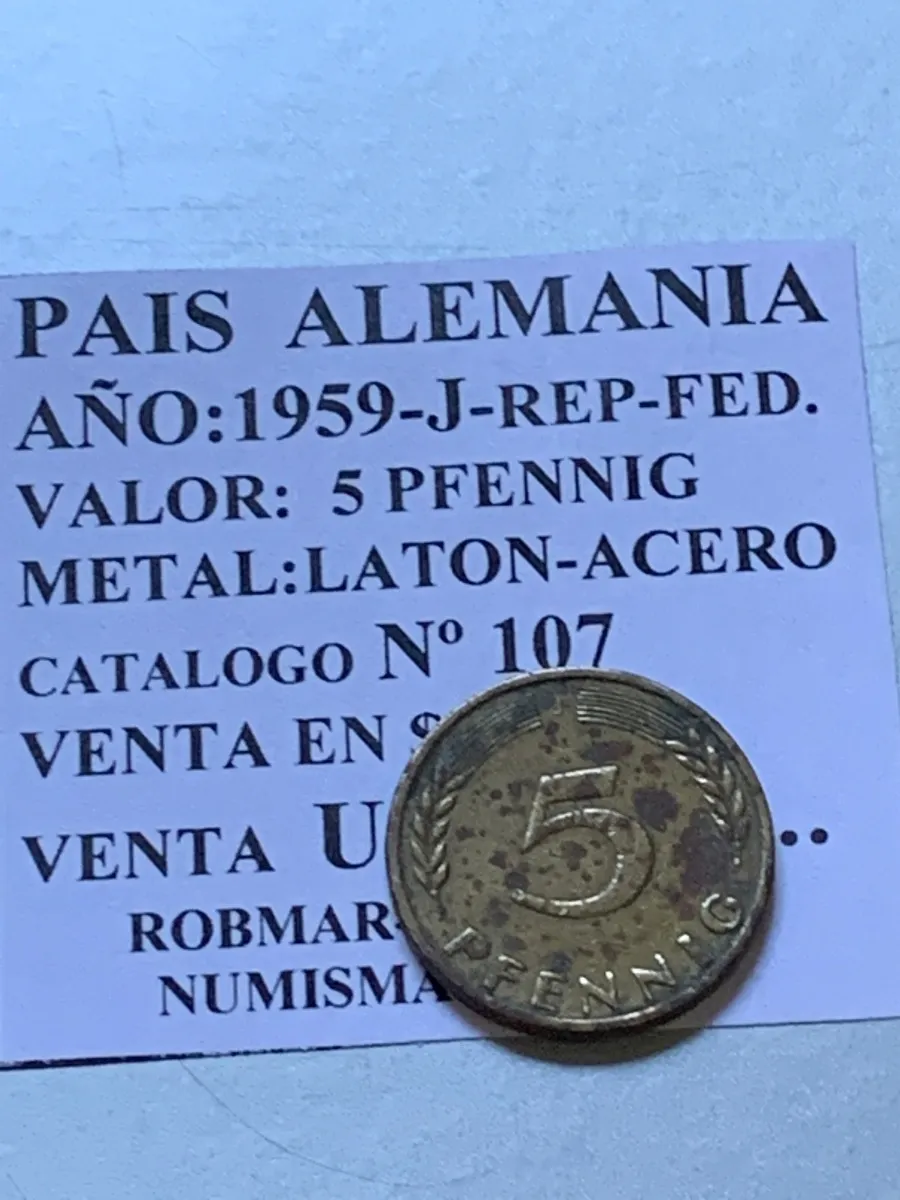 PAIS ALEMANIA
AÑO:1959-J-REP-FED.
VALOR: 5 PFENNIG
METAL:LATON-ACERO
CATALOGO Nº 107
VENTA EN $
VENTA U ..
ROBMAR-
NUMISMA
J
5
PFENNIG